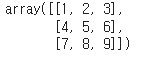 array([[1, 2, 3],
       [4, 5, 6],
       [7, 8, 9]])